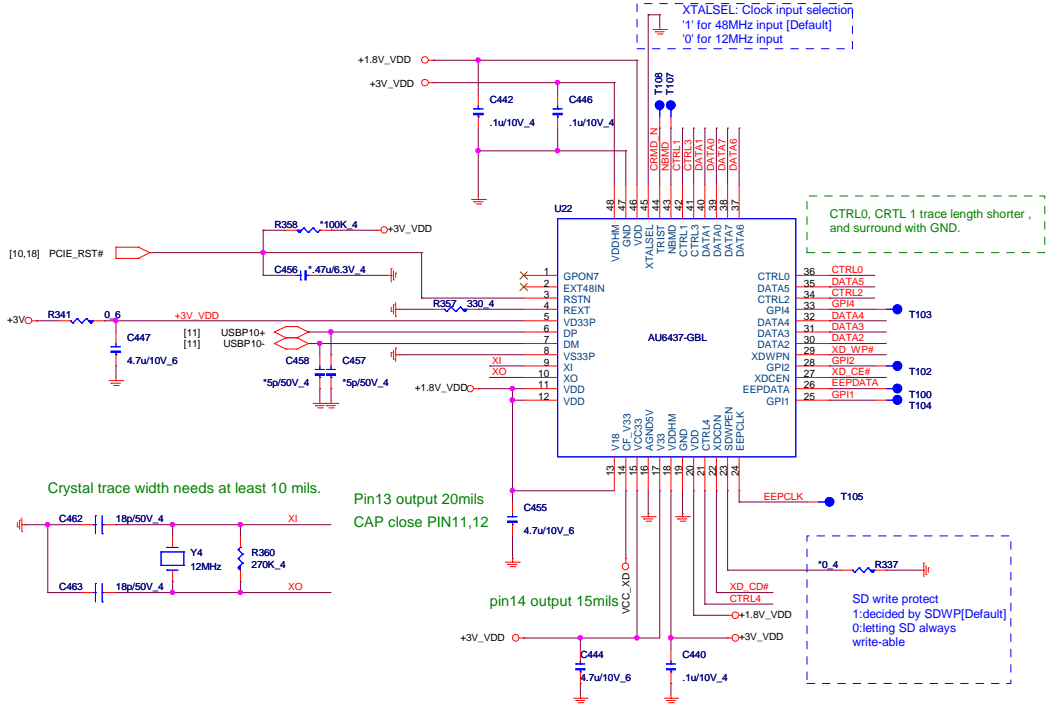 XTALSEL: Clock input selection
'1' for 48MHz input [Default]
'0' for 12MHz input
+1.8V_VDD
+3V_VDD
C442
.1u/10V_4
C446
.1u/10V_4
T108
T107
CRMD_N
NBMD
CTRL1
CTRL3
DATA1
DATA0
DATA7
DATA6
48
47
46
45
44
43
42
41
40
39
38
37
U22
VDDHM
GND
VDD
XTALSEL
TRIST
NBMD
CTRL1
CTRL3
DATA1
DATA0
DATA7
DATA6
CTRL0, CRTL 1 trace length shorter ,
and surround with GND.
R358
*100K_4
+3V_VDD
[10,18] PCIE_RST#
C456
*.47u/6.3V_4
R357
330_4
+3V
R341
0_6
+3V_VDD
C447
4.7u/10V_6
[11]
USBP10+
[11]
USBP10-
C458
C457
*5p/50V_4
*5p/50V_4
XI
XO
+1.8V_VDD
1 GPON7
2 EXT48IN
3 RSTN
4 REXT
5 VD33P
6 DP
7 DM
8 VS33P
9 XI
10 XO
11 VDD
12 VDD
AU6437-GBL
CTRL0 36 CTRL0
DATA5 35 DATA5
CTRL2 34 CTRL2
GPI4 33 GPI4
T103
DATA4 32 DATA4
DATA3 31 DATA3
DATA2 30 DATA2
XDWPN 29 XD_WP#
GPI2 28 GPI2
T102
XDCEN 27 XD_CE#
EEPDATA 26 EEPDATA
T100
GPI1 25 GPI1
T104
V18
CF_V33
VCC33
AGND5V
V33
VDDHM
GND
VDD
CTRL4
XDCDN
SDWPEN
EEPCLK
13
14
15
16
17
18
19
20
21
22
23
24
EEPCLK
T105
Crystal trace width needs at least 10 mils.
Pin13 output 20mils
CAP close PIN11,12
C455
4.7u/10V_6
C462
18p/50V_4
XI
Y4
12MHz
R360
270K_4
C463
18p/50V_4
XO
pin14 output 15mils
VCC_XD
XD_CD#
CTRL4
+1.8V_VDD
+3V_VDD
+3V_VDD
C444
4.7u/10V_6
C440
.1u/10V_4
*0_4
R337
SD write protect
1:decided by SDWP[Default]
0:letting SD always
write-able